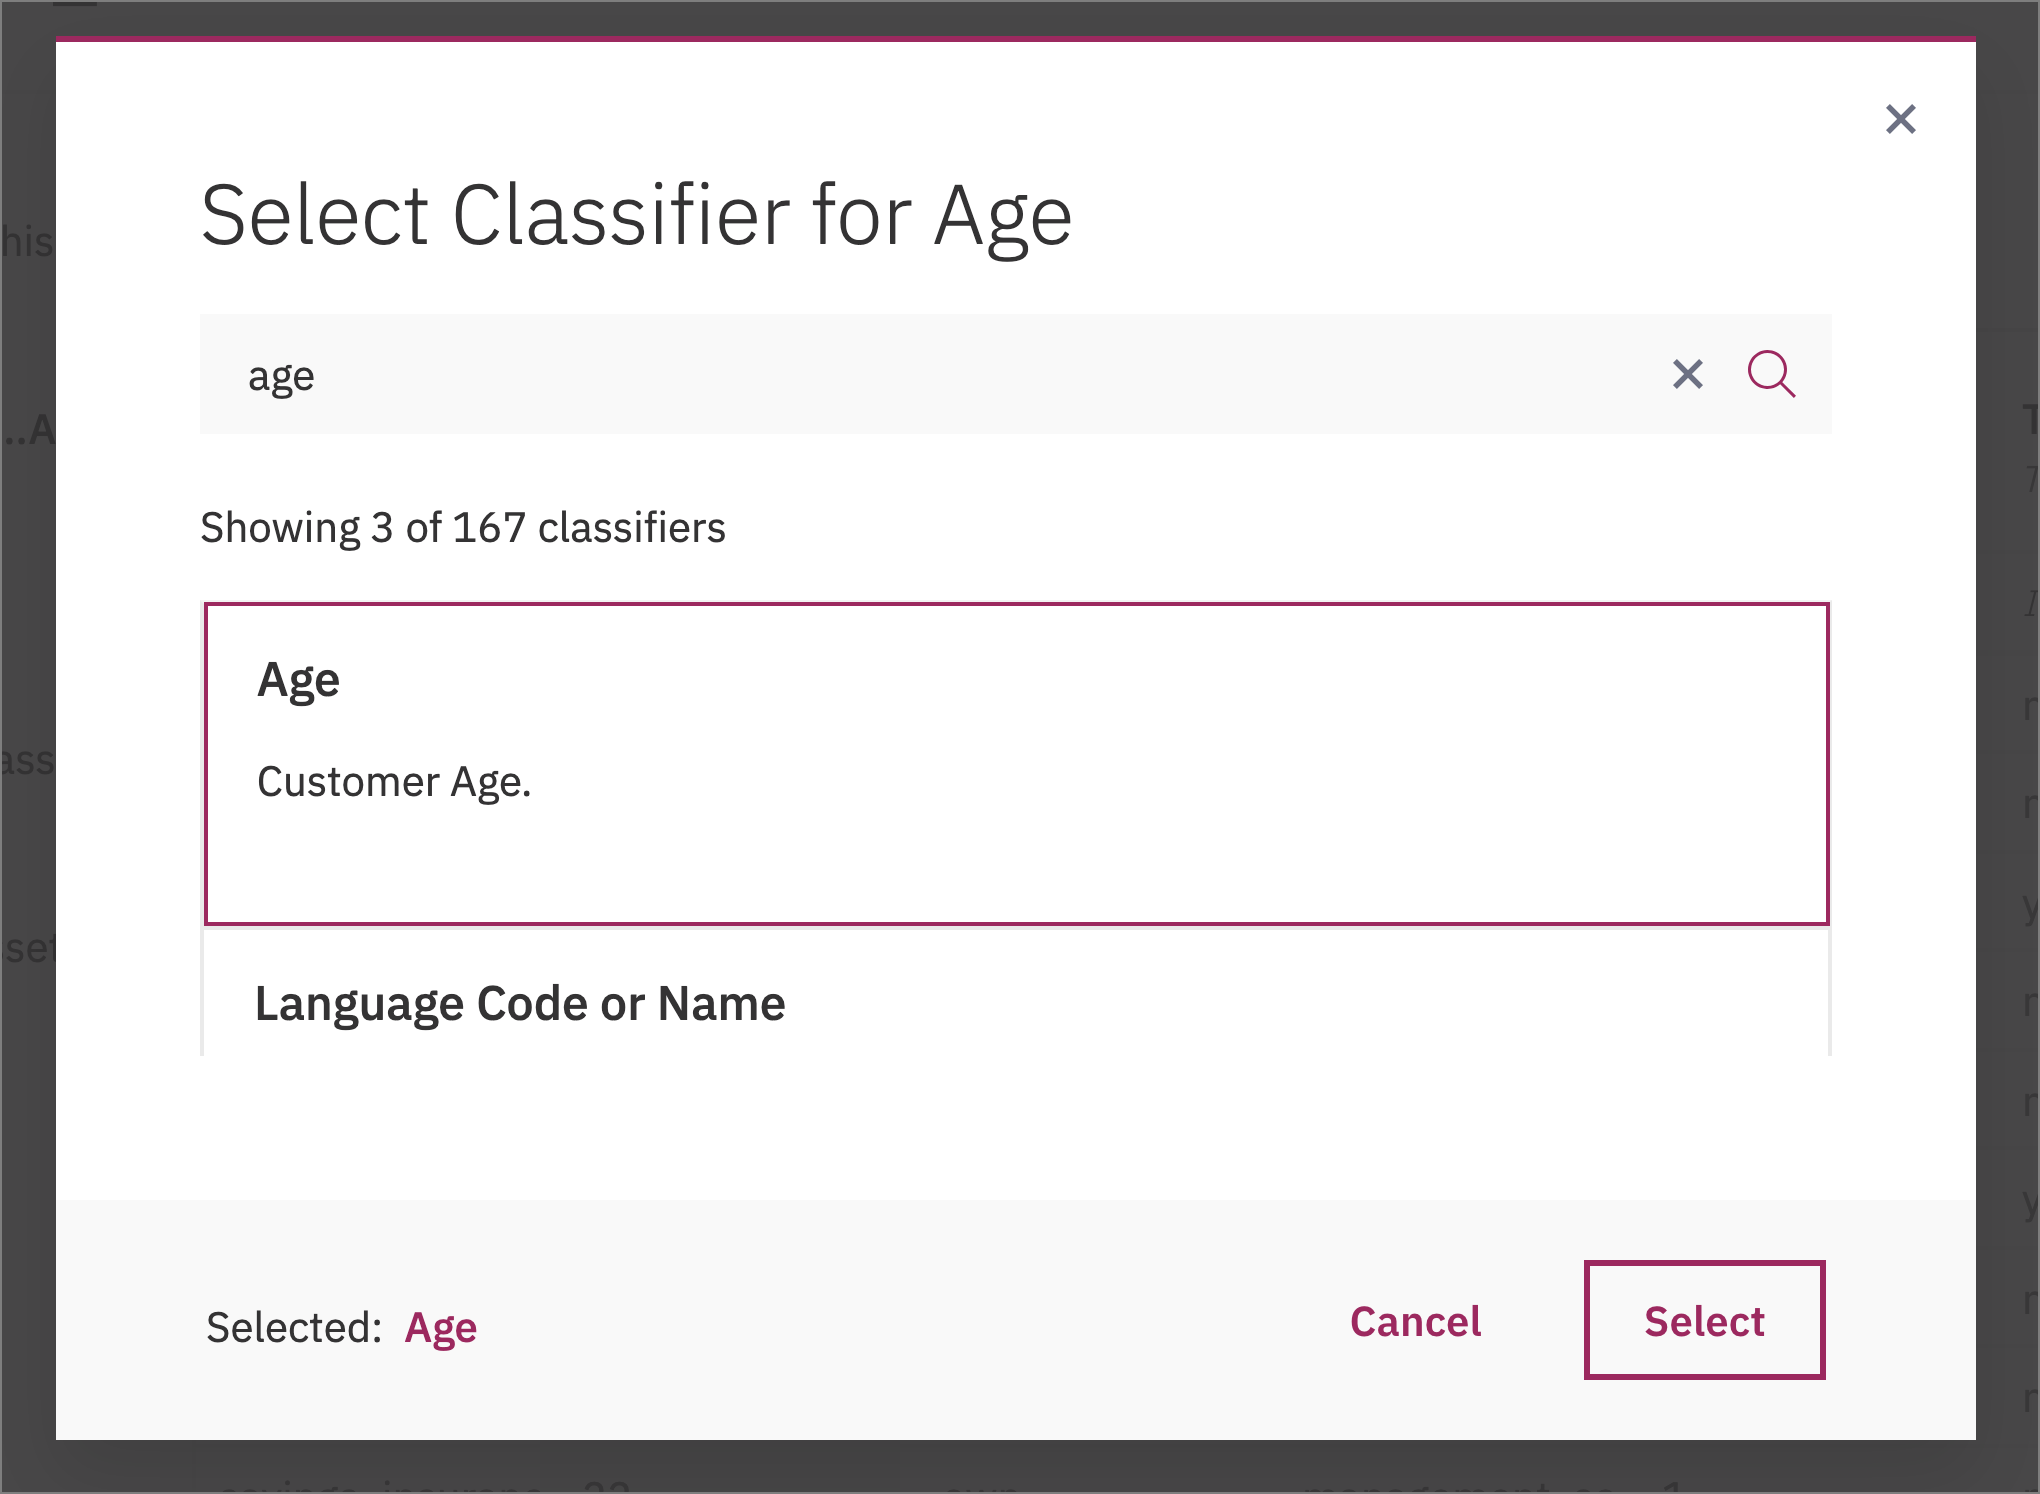 Select Classifier for Age
age
Showing 3 of 167 classifiers
Age
Customer Age.
Language Code or Name
Selected: Age
Cancel
Select